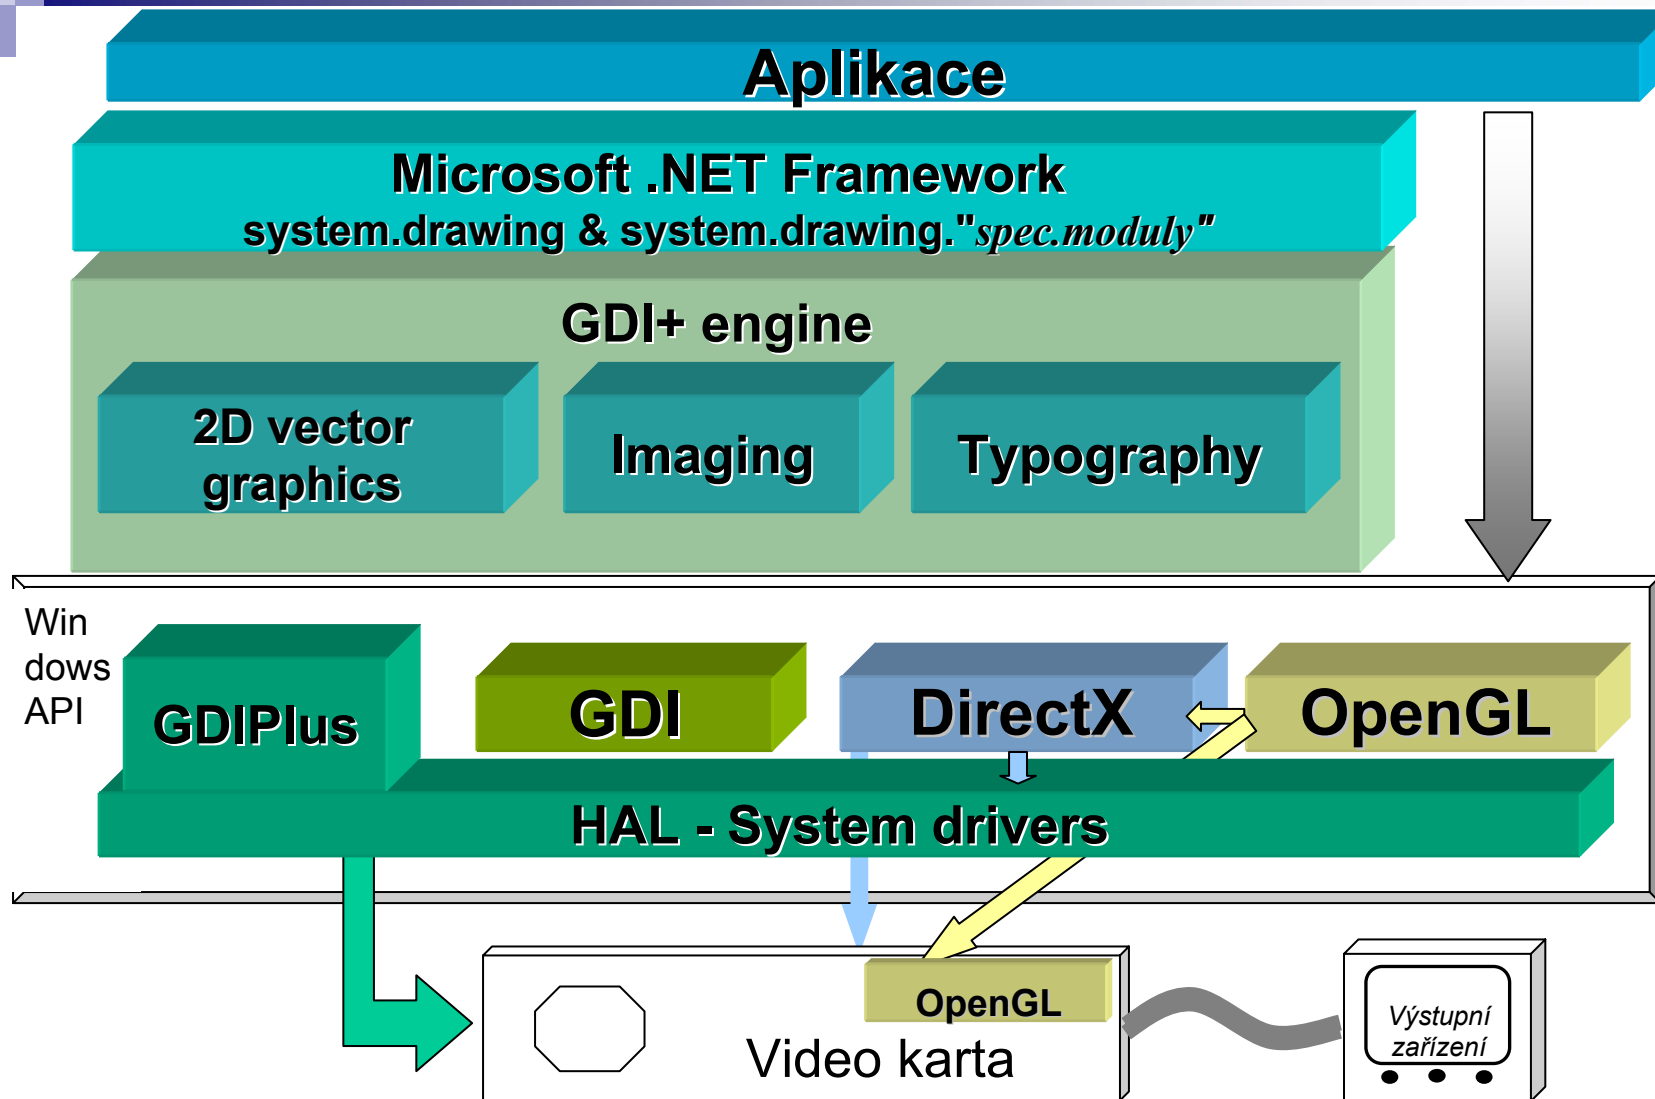 Aplikace
Microsoft .NET Framework
system.drawing & system.drawing."spec.moduly"
GDI+ engine
2D vector
graphics
Imaging
Typography
Win
dows
API
GDIPlus
GDI
DirectX
OpenGL
HAL - System drivers
OpenGL
Video karta
Výstupní
zařízení